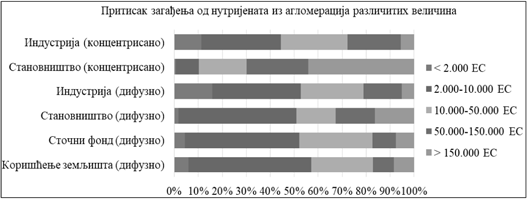 Притисак загађења од нутријената из агломерација различитих величина
Индустрија (концентрисано)
Становништво (концентрисано)
Индустрија (дифузно)
Становништво (дифузно)
Сточни фонд (дифузно)
Коришћење земљишта (дифузно)
0% 10% 20% 30% 40% 50% 60% 70% 80% 90% 100%
< 2.000 ЕС
2.000-10.000 ЕС
10.000-50.000 ЕС
50.000-150.000 ЕС
> 150.000 ЕС